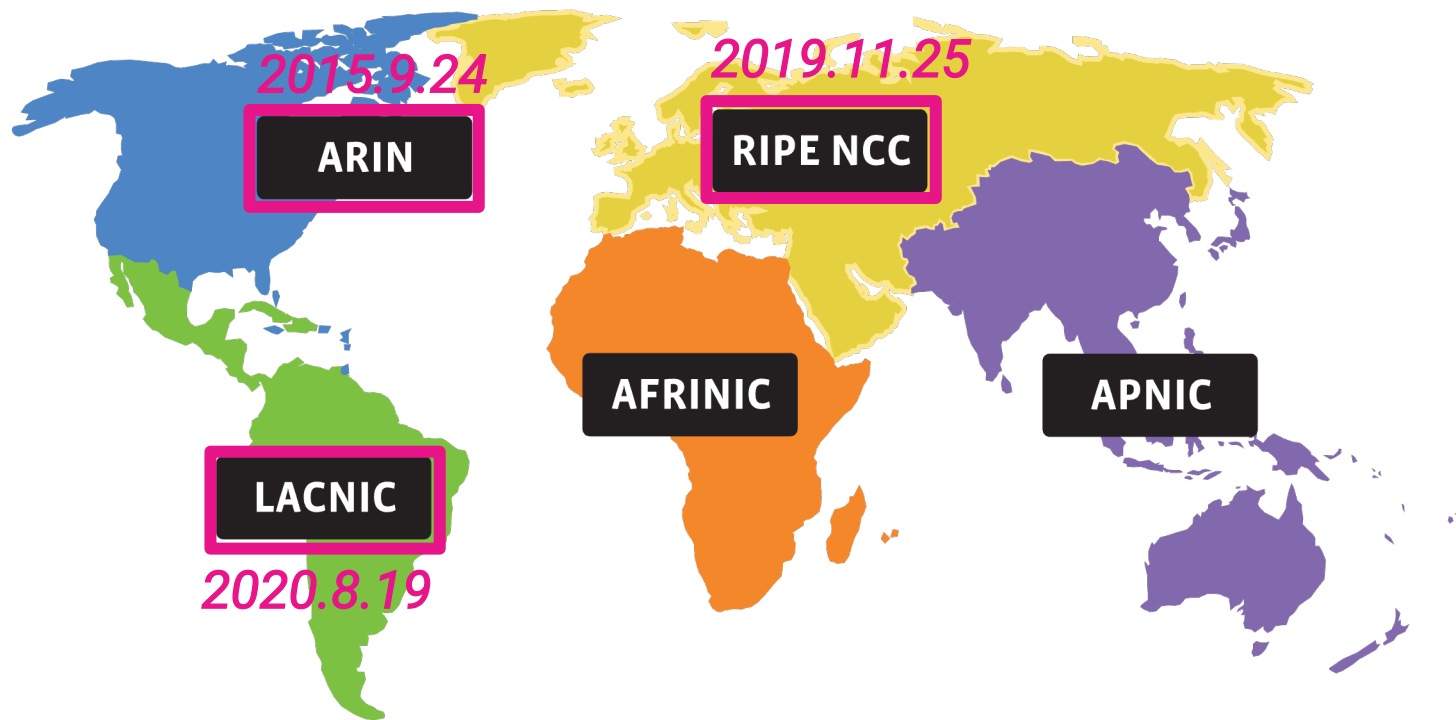 2015.9.24
ARIN
2019.11.25
RIPE NCC
AFRINIC
APNIC
LACNIC
2020.8.19